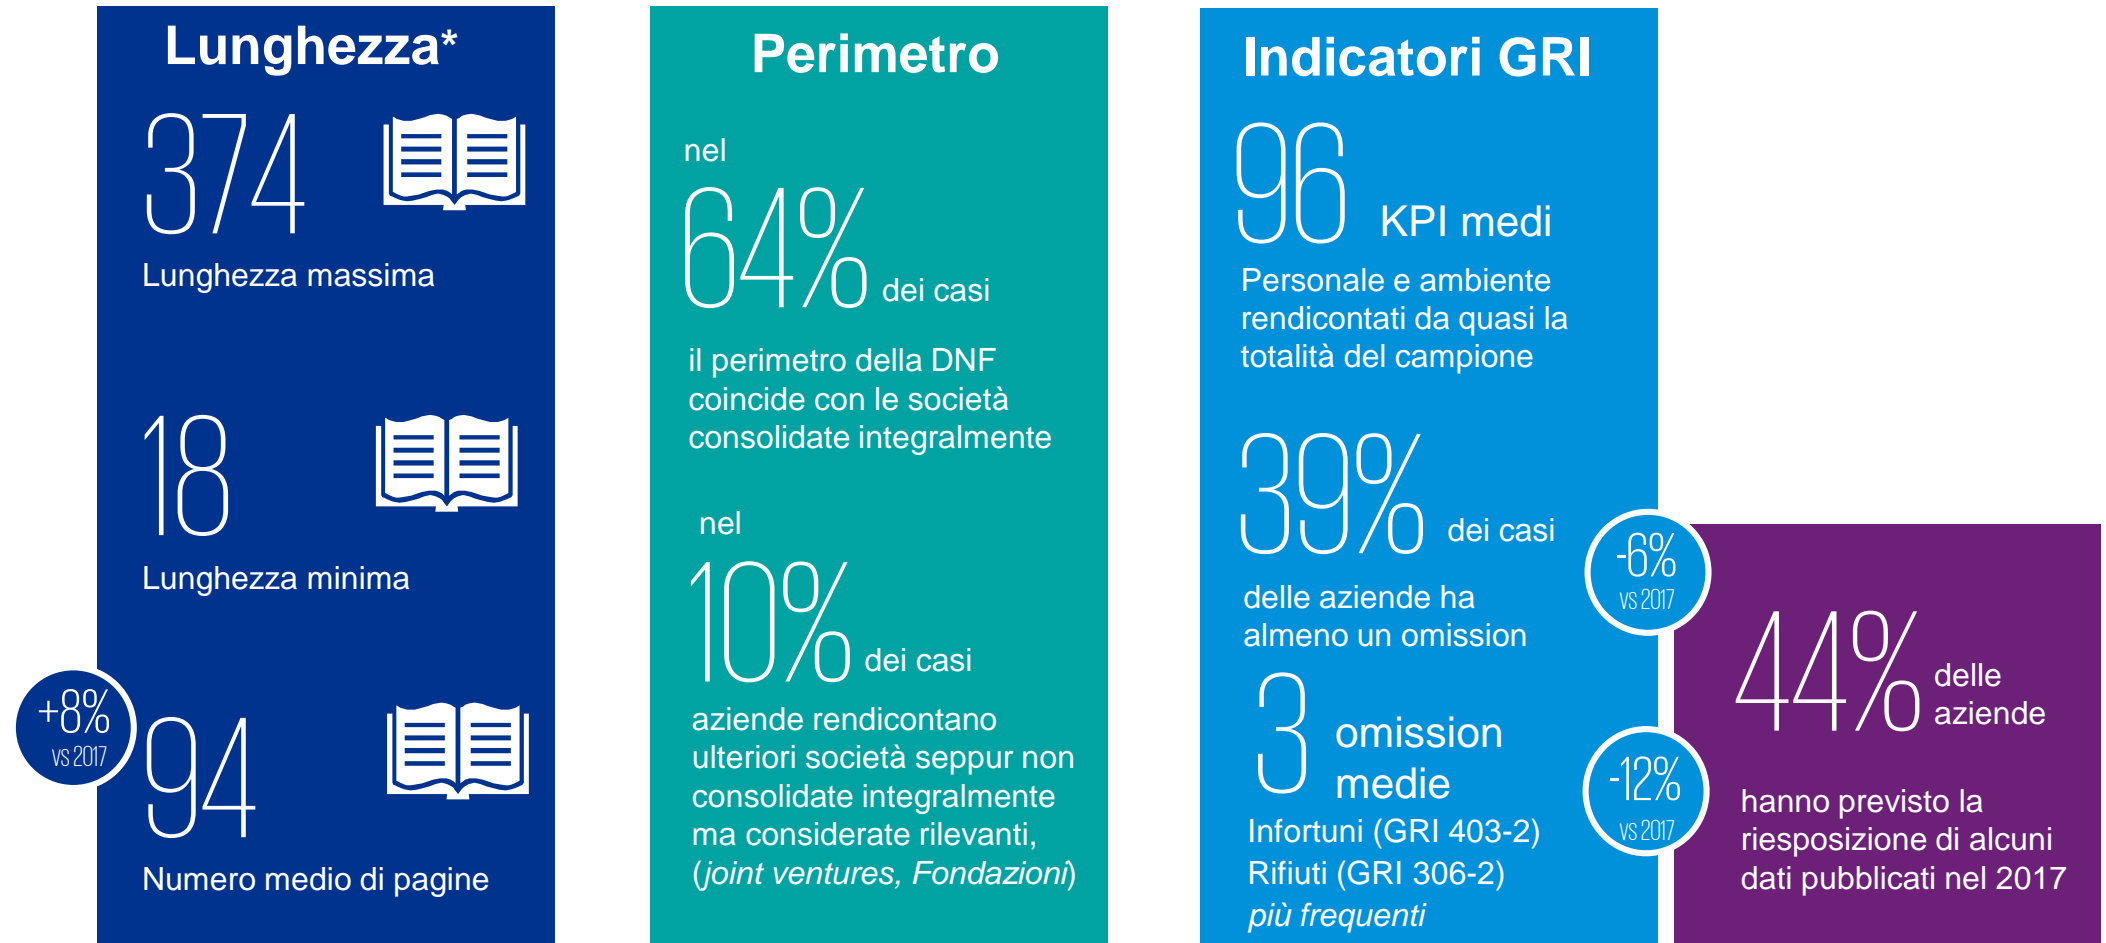 Lunghezza*
374
Lunghezza massima
18
Lunghezza minima
+8%
vs 2017
94
Numero medio di pagine
Perimetro
nel
64% dei casi
il perimetro della DNF
coincide con le società
consolidate integralmente
nel
10% dei casi
aziende rendicontano
ulteriori società seppur non
consolidate integralmente
ma considerate rilevanti,
(joint ventures, Fondazioni)
Indicatori GRI
96 KPI medi
Personale e ambiente
rendicontati da quasi la
totalità del campione
39% dei casi
-6%
vs 2017
delle aziende ha
almeno un omission
3 omission
medie
-12%
vs 2017
Infortuni (GRI 403-2)
Rifiuti (GRI 306-2)
più frequenti
44% delle
aziende
hanno previsto la
riesposizione di alcuni
dati pubblicati nel 2017